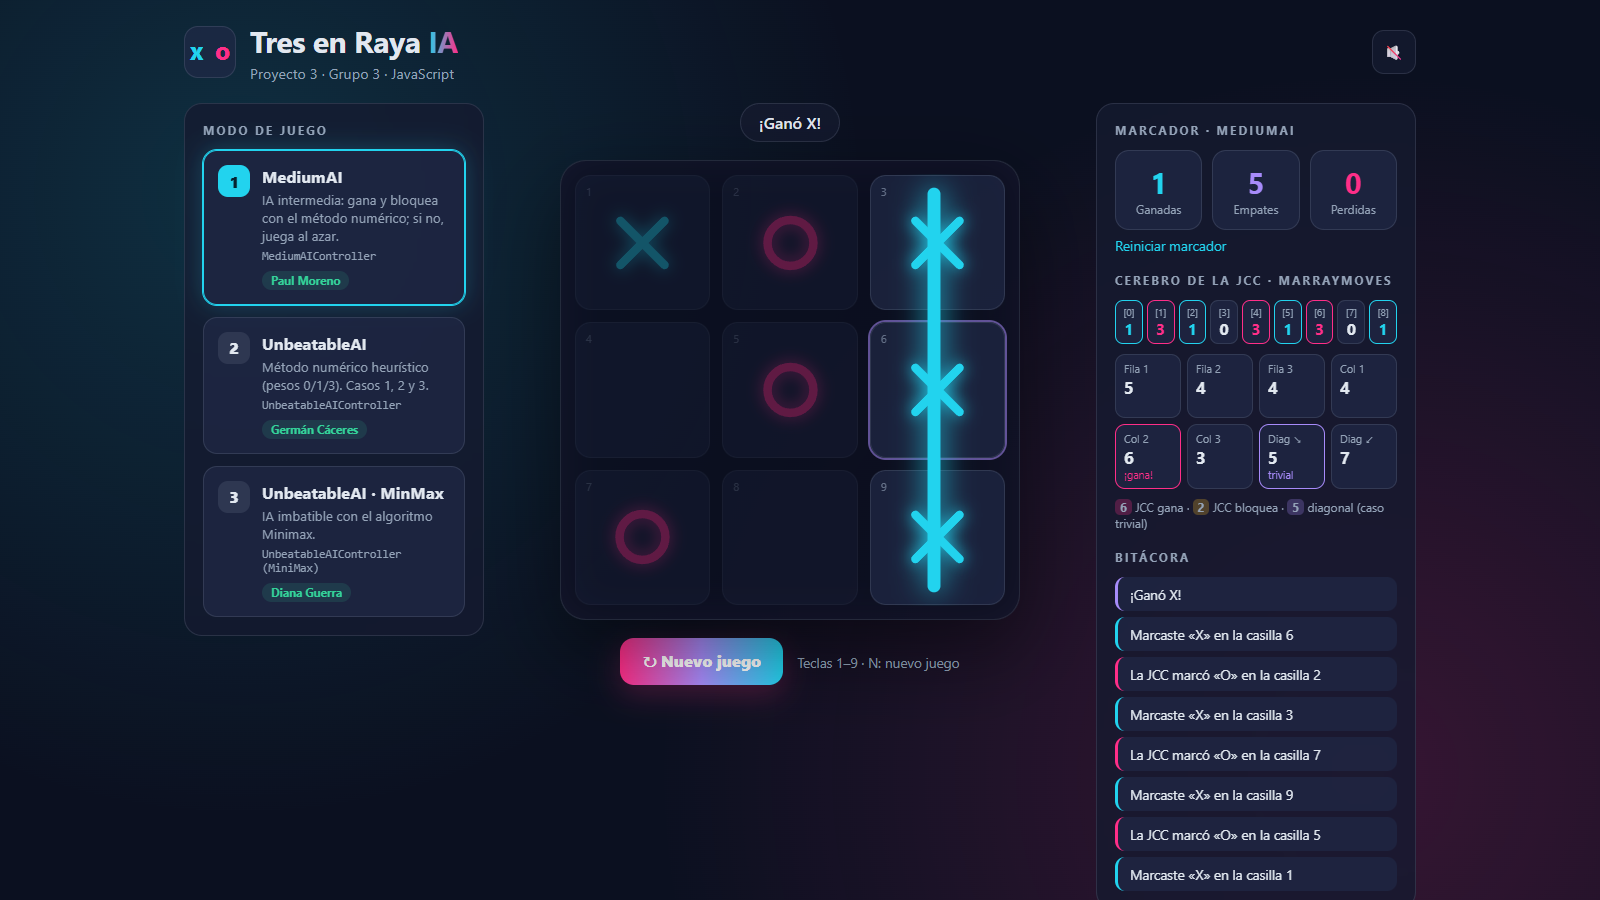 x o
Tres en Raya IA
Proyecto 3 · Grupo 3 · JavaScript
MODO DE JUEGO
1
MediumAI
IA intermedia: gana y bloquea
con el método numérico; si no,
juega al azar.
MediumAIController
Paul Moreno
2
UnbeatableAI
Método numérico heurístico
(pesos 0/1/3). Casos 1, 2 y 3.
UnbeatableAIController
Germán Cáceres
3
UnbeatableAI · MinMax
IA imbatible con el algoritmo
Minimax.
UnbeatableAIController
(MiniMax)
Diana Guerra
¡Ganó X!
1 2 3
4 5 6
7 8 9
↻ Nuevo juego
Teclas 1–9 · N: nuevo juego
MARCADOR · MEDIUMAI
1 5 0
Ganadas Empates Perdidas
Reiniciar marcador
CEREBRO DE LA JCC · MARRAYMOVES
[0] [1] [2] [3] [4] [5] [6] [7] [8]
1 3 1 0 3 1 3 0 1
Fila 1 Fila 2 Fila 3 Col 1
5 4 4 4
Col 2 Col 3 Diag ↘ Diag ↙
6 3 5 7
¡gana! trivial
6 JCC gana · 2 JCC bloquea · 5 diagonal (caso
trivial)
BITÁCORA
¡Ganó X!
Marcaste «X» en la casilla 6
La JCC marcó «O» en la casilla 2
Marcaste «X» en la casilla 3
La JCC marcó «O» en la casilla 7
Marcaste «X» en la casilla 9
La JCC marcó «O» en la casilla 5
Marcaste «X» en la casilla 1